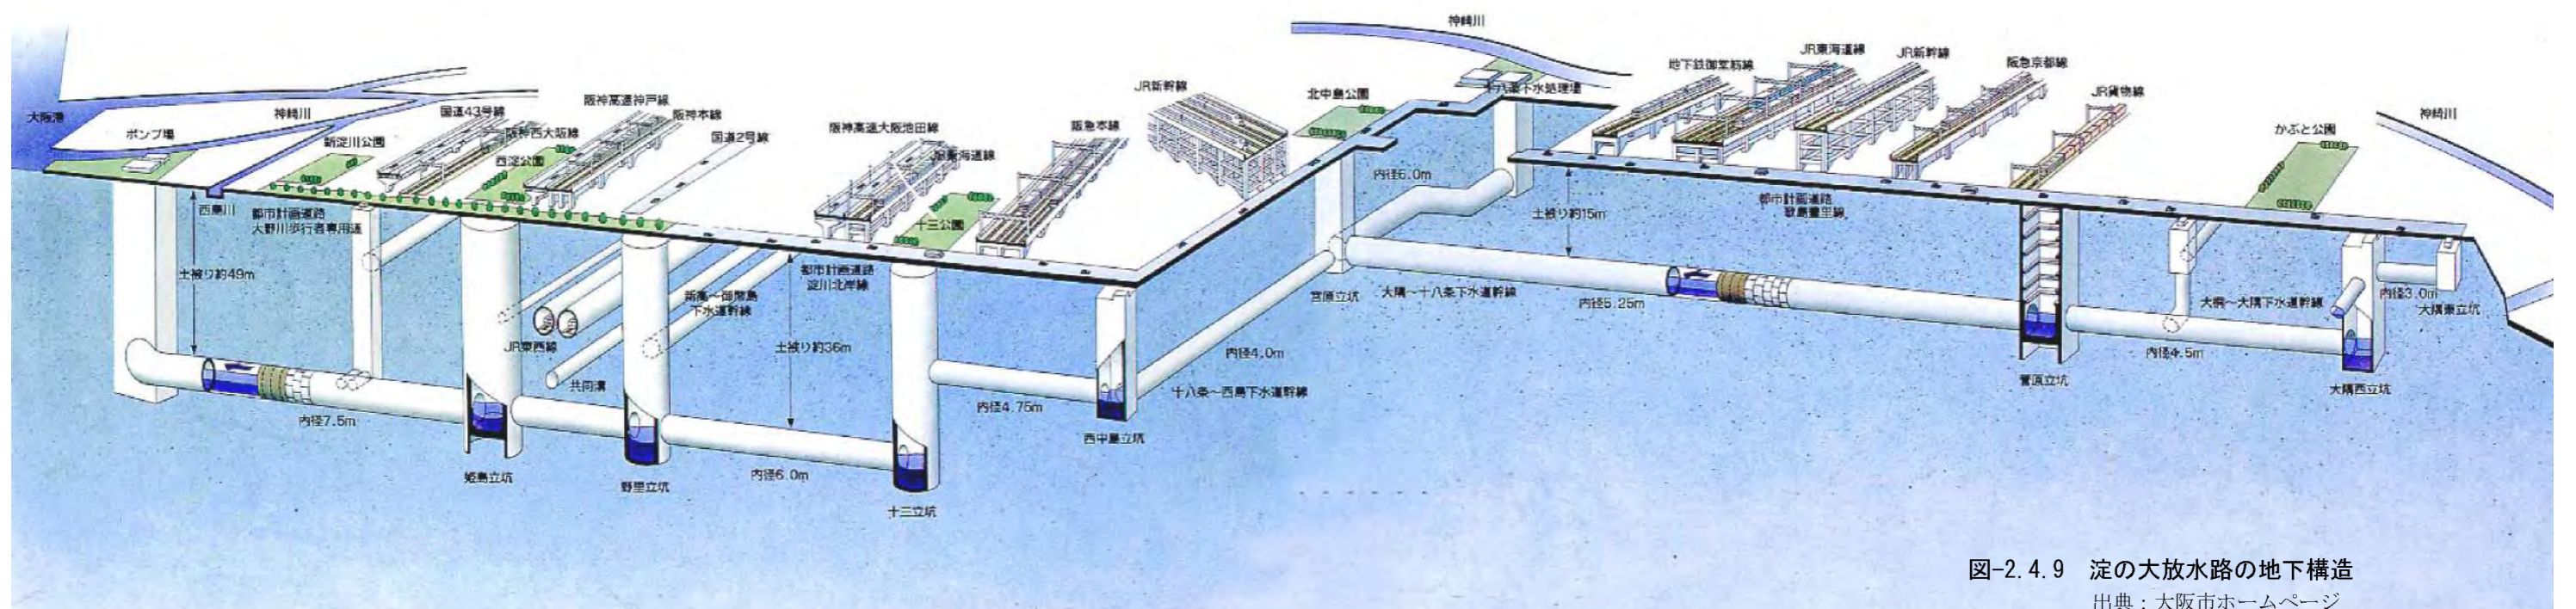 大阪港
ポンプ場
神崎川
国道43号線
阪神高速神戸線
阪神西大阪線
阪神本線
国道2号線
新淀川公園
西淀公園
阪神高速大阪池田線
JR東海道線
阪急本線
十三公園
JR新幹線
北中島公園
神崎川
十八条下水処理場
地下鉄御堂筋線
JR東海道線
JR新幹線
阪急京都線
JR貨物線
かぶと公園
神崎川
西島川
都市計画道路
大野川歩行者専用道
土被り約49m
内径7.5m
姫島立坑
JR東西線
共同溝
新高〜御幣島
下水道幹線
野里立坑
都市計画道路
淀川北岸線
土被り約36m
内径6.0m
十三立坑
内径4.75m
西中島立坑
十八条〜西島下水道幹線
内径4.0m
内径6.0m
宮原立坑
大隅〜十八条下水道幹線
土被り約15m
内径5.25m
都市計画道路
歌島豊里線
菅原立坑
大桐〜大隅下水道幹線
内径4.5m
内径3.0m
大隅東立坑
大隅西立坑
図-2.4.9 淀の大放水路の地下構造
出典：大阪市ホームページ